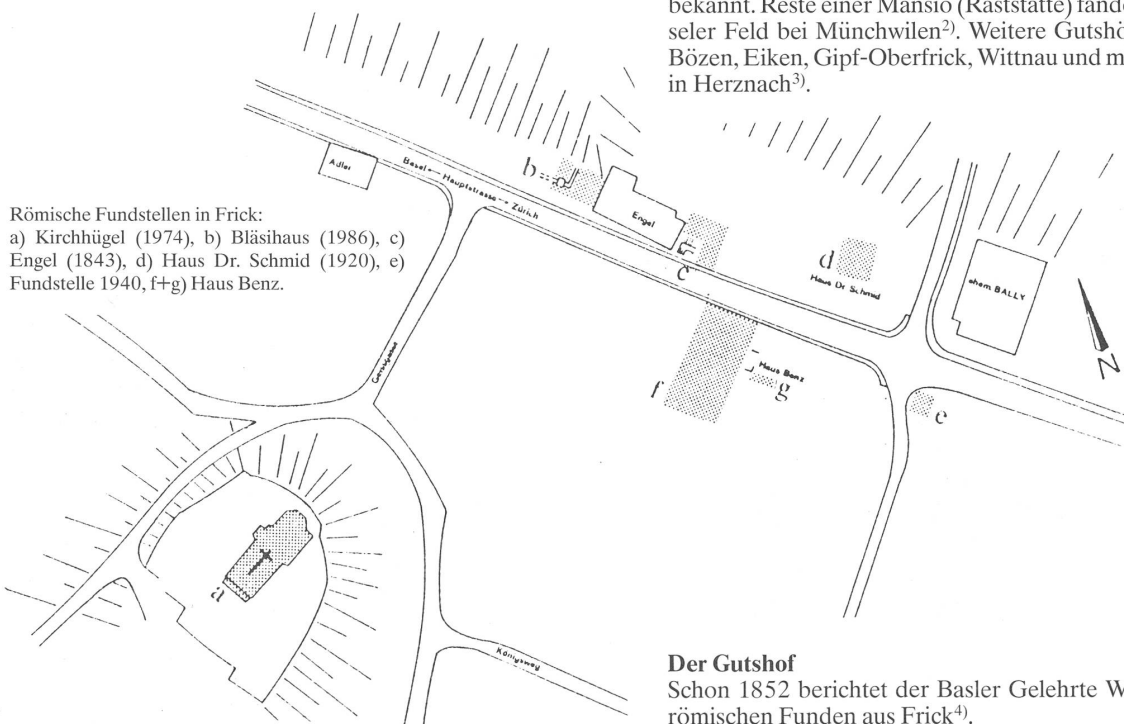 bekannt. Reste einer Mansio (Raststätte) fande
seler Feld bei Münchwilen2). Weitere Gutshö
Bözen, Eiken, Gipf-Oberfrick, Wittnau und m
in Herznach3).
Adler
Basel ← Hauptstrasse → Zürich
b
Engel
c
d
Haus Dr Schmid
ehem. BALLY
N
Römische Fundstellen in Frick:
a) Kirchhügel (1974), b) Bläsihaus (1986), c)
Engel (1843), d) Haus Dr. Schmid (1920), e)
Fundstelle 1940, f+g) Haus Benz.
Haus Benz
f
g
e
a
Königsweg
Der Gutshof
Schon 1852 berichtet der Basler Gelehrte W
römischen Funden aus Frick4).